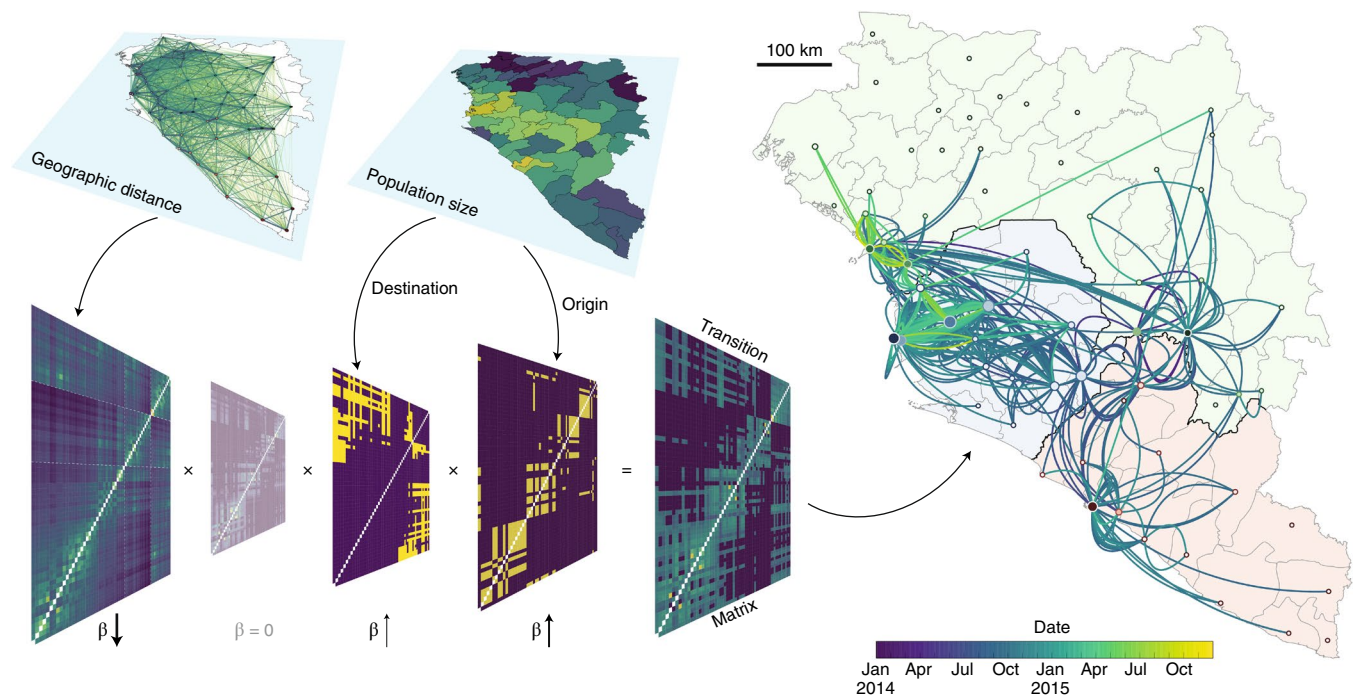 100 km
Geographic distance
Population size
Destination
Origin
Transition
× × × =
Matrix
β
β = 0
β
β
Date
Jan Apr Jul Oct Jan Apr Jul Oct
2014 2015